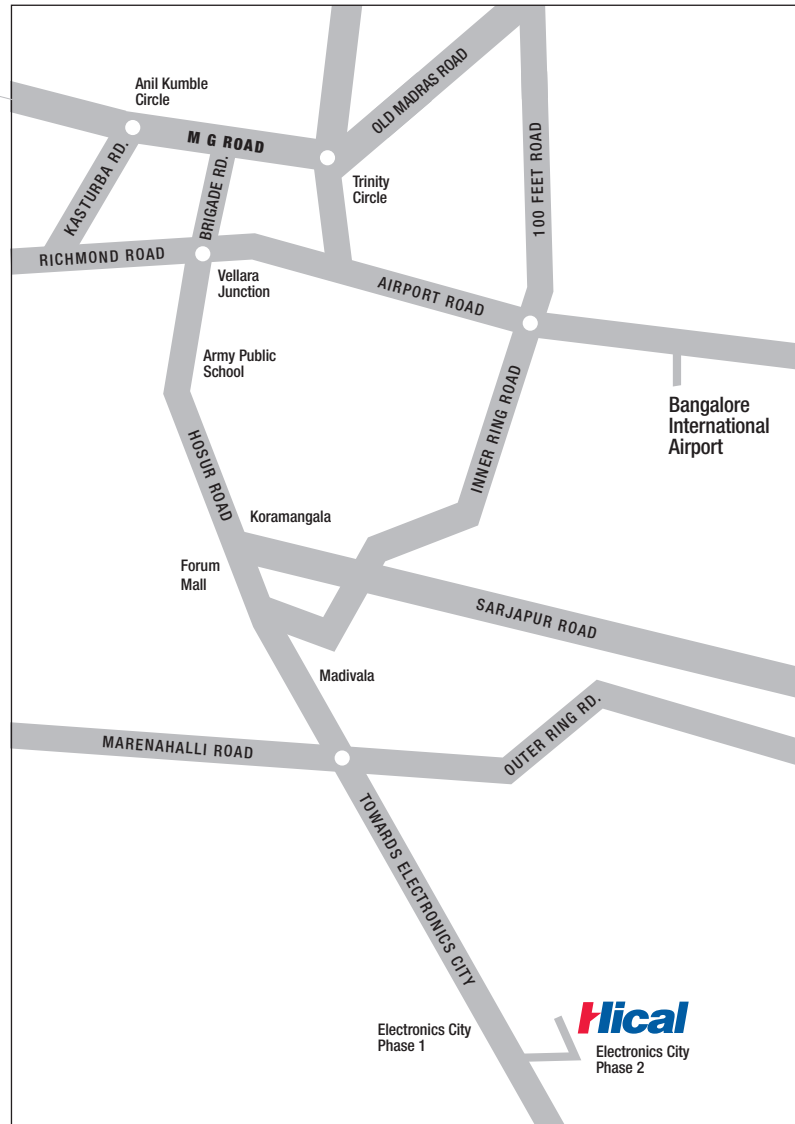 Anil Kumble
Circle
OLD MADRAS ROAD
M G ROAD
KASTURBA RD.
BRIGADE RD.
Trinity
Circle
100 FEET ROAD
RICHMOND ROAD
Vellara
Junction
AIRPORT ROAD
Army Public
School
Bangalore
International
Airport
INNER RING ROAD
HOSUR ROAD
Koramangala
Forum
Mall
SARJAPUR ROAD
Madivala
MARENAHALLI ROAD
OUTER RING RD.
TOWARDS ELECTRONICS CITY
Hical
Electronics City
Phase 1
Electronics City
Phase 2